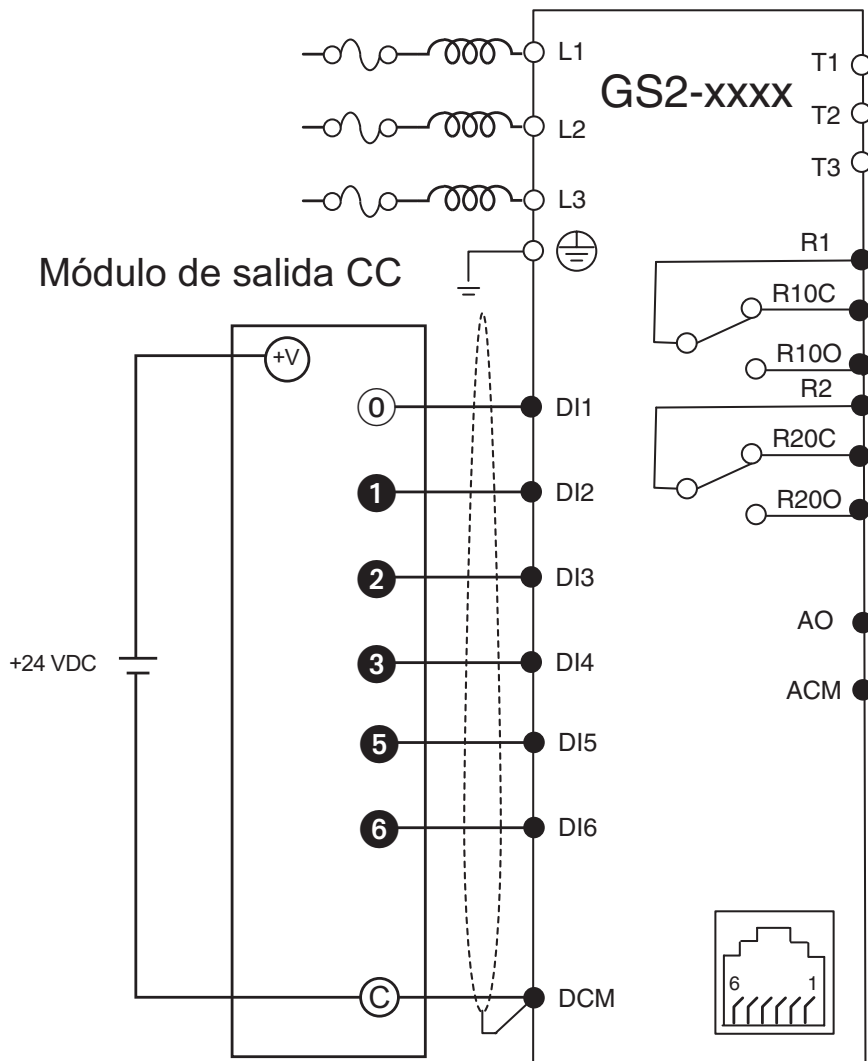 L1
GS2-xxxx
T1
L2
T2
L3
T3
Módulo de salida CC
R1
R10C
R10O
R2
R20C
R20O
+V
0
DI1
1
DI2
2
DI3
AO
+24 VDC
3
DI4
ACM
5
DI5
6
DI6
6 1
C
DCM